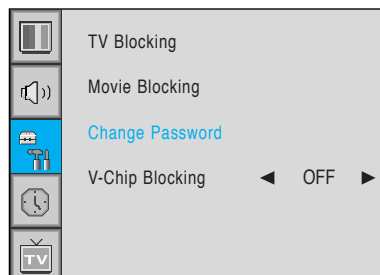 TV Blocking
Movie Blocking
Change Password
V-Chip Blocking ◀ OFF ▶
TV